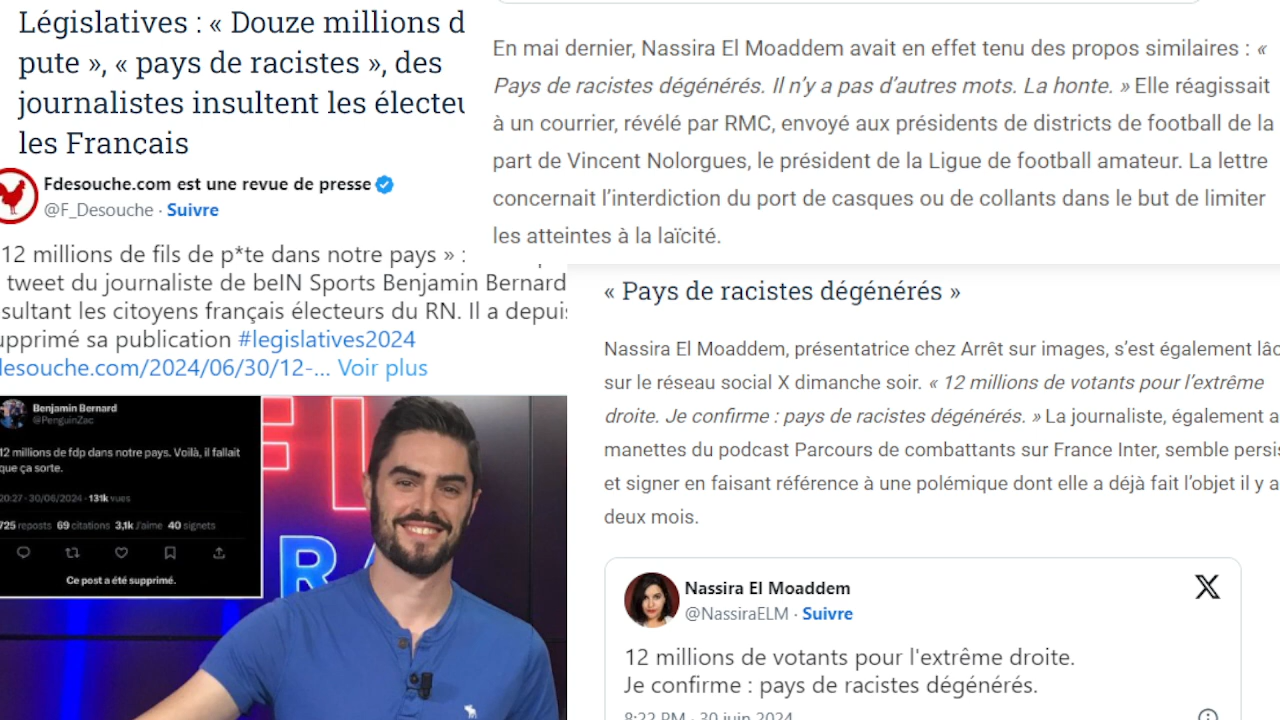 Législatives : « Douze millions d
pute », « pays de racistes », des
journalistes insultent les électeu
les Francais
Fdesouche.com est une revue de presse
@F_Desouche · Suivre
12 millions de fils de p*te dans notre pays » :
tweet du journaliste de beIN Sports Benjamin Bernard
sultant les citoyens français électeurs du RN. Il a depuis
upprimé sa publication #legislatives2024
desouche.com/2024/06/30/12-... Voir plus
Benjamin Bernard
@PenguinZac
12 millions de fdp dans notre pays. Voilà, il fallait
que ça sorte.
20:27 · 30/06/2024 · 131k vues
725 reposts 69 citations 3,1k J'aime 40 signets
Ce post a été supprimé.
En mai dernier, Nassira El Moaddem avait en effet tenu des propos similaires : «
Pays de racistes dégénérés. Il n’y a pas d’autres mots. La honte. » Elle réagissait
à un courrier, révélé par RMC, envoyé aux présidents de districts de football de la
part de Vincent Nolorgues, le président de la Ligue de football amateur. La lettre
concernait l’interdiction du port de casques ou de collants dans le but de limiter
les atteintes à la laïcité.
« Pays de racistes dégénérés »
Nassira El Moaddem, présentatrice chez Arrêt sur images, s’est également lâc
sur le réseau social X dimanche soir. « 12 millions de votants pour l’extrême
droite. Je confirme : pays de racistes dégénérés. » La journaliste, également a
manettes du podcast Parcours de combattants sur France Inter, semble persis
et signer en faisant référence à une polémique dont elle a déjà fait l’objet il y a
deux mois.
Nassira El Moaddem
@NassiraELM · Suivre
12 millions de votants pour l'extrême droite.
Je confirme : pays de racistes dégénérés.
8:22 PM · 30 juin 2024